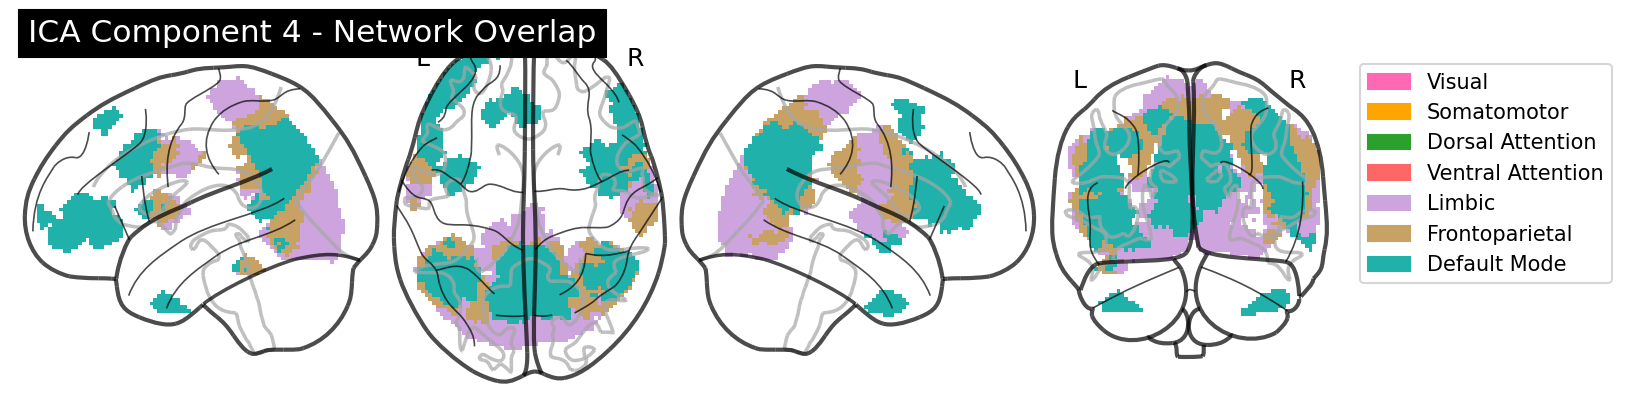 ICA Component 4 - Network Overlap
L R
L R
Visual
Somatomotor
Dorsal Attention
Ventral Attention
Limbic
Frontoparietal
Default Mode